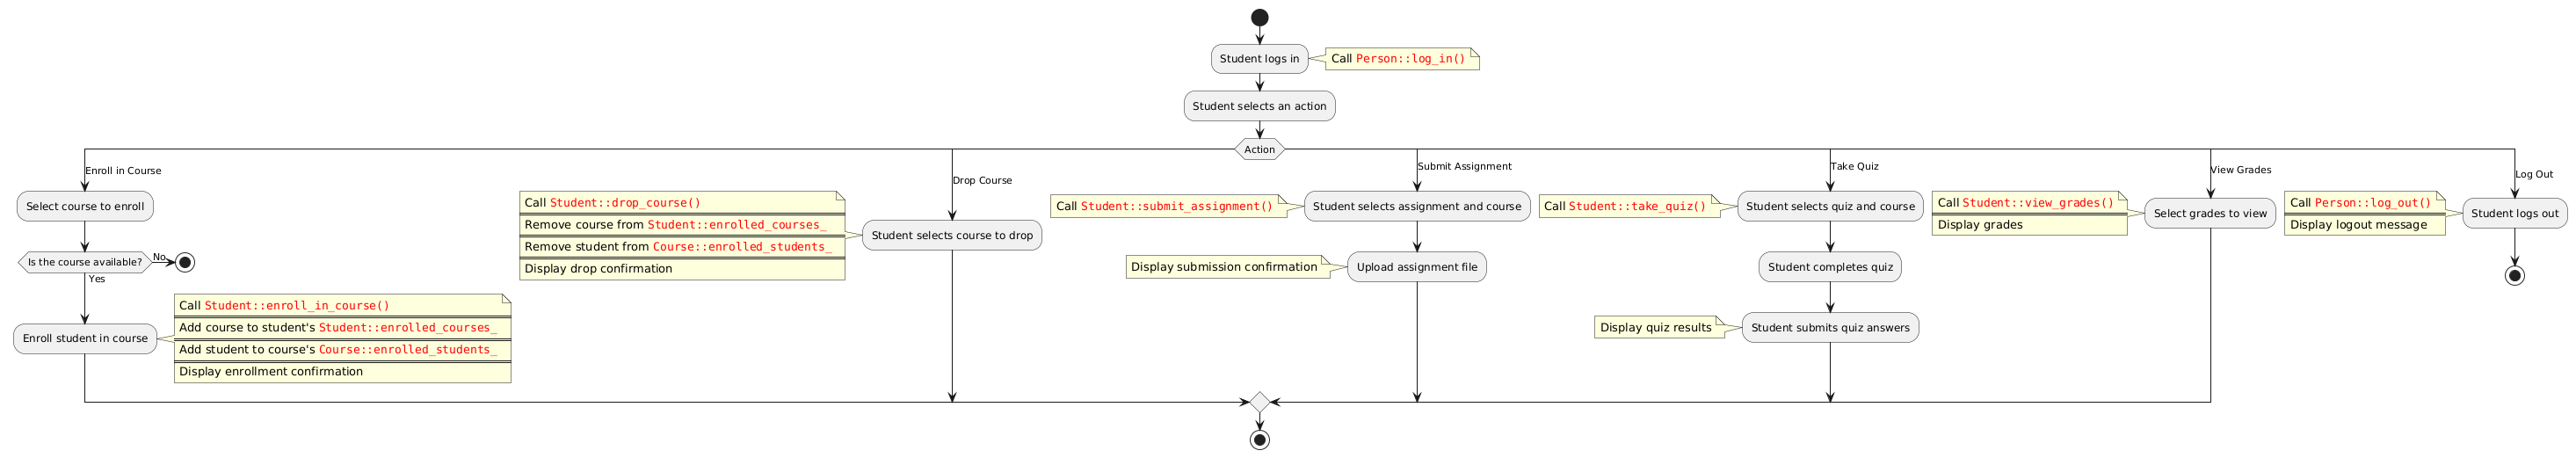 Student logs in
Call Person::log_in()
Student selects an action
Action
Enroll in Course
Select course to enroll
Is the course available?
No
Yes
Enroll student in course
Call Student::enroll_in_course()
Add course to student's Student::enrolled_courses_
Add student to course's Course::enrolled_students_
Display enrollment confirmation
Drop Course
Call Student::drop_course()
Remove course from Student::enrolled_courses_
Remove student from Course::enrolled_students_
Display drop confirmation
Student selects course to drop
Submit Assignment
Call Student::submit_assignment()
Student selects assignment and course
Display submission confirmation
Upload assignment file
Take Quiz
Call Student::take_quiz()
Student selects quiz and course
Student completes quiz
Display quiz results
Student submits quiz answers
View Grades
Call Student::view_grades()
Display grades
Select grades to view
Log Out
Call Person::log_out()
Display logout message
Student logs out